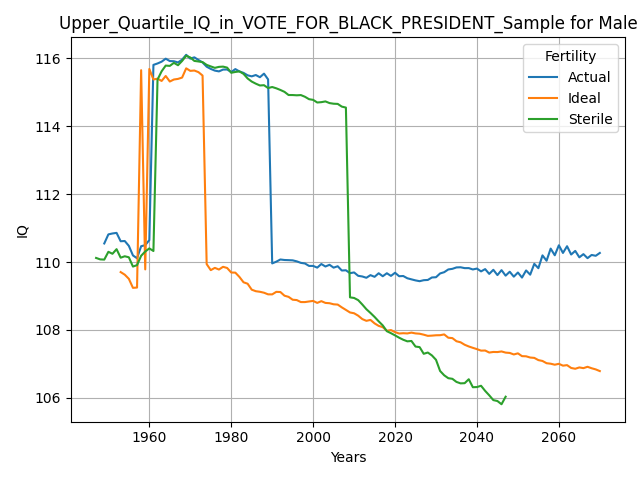 Upper_Quartile_IQ_in_VOTE_FOR_BLACK_PRESIDENT_Sample for Male
Fertility
Actual
Ideal
Sterile
116
114
112
110
108
106
IQ
1960
1980
2000
2020
2040
2060
Years